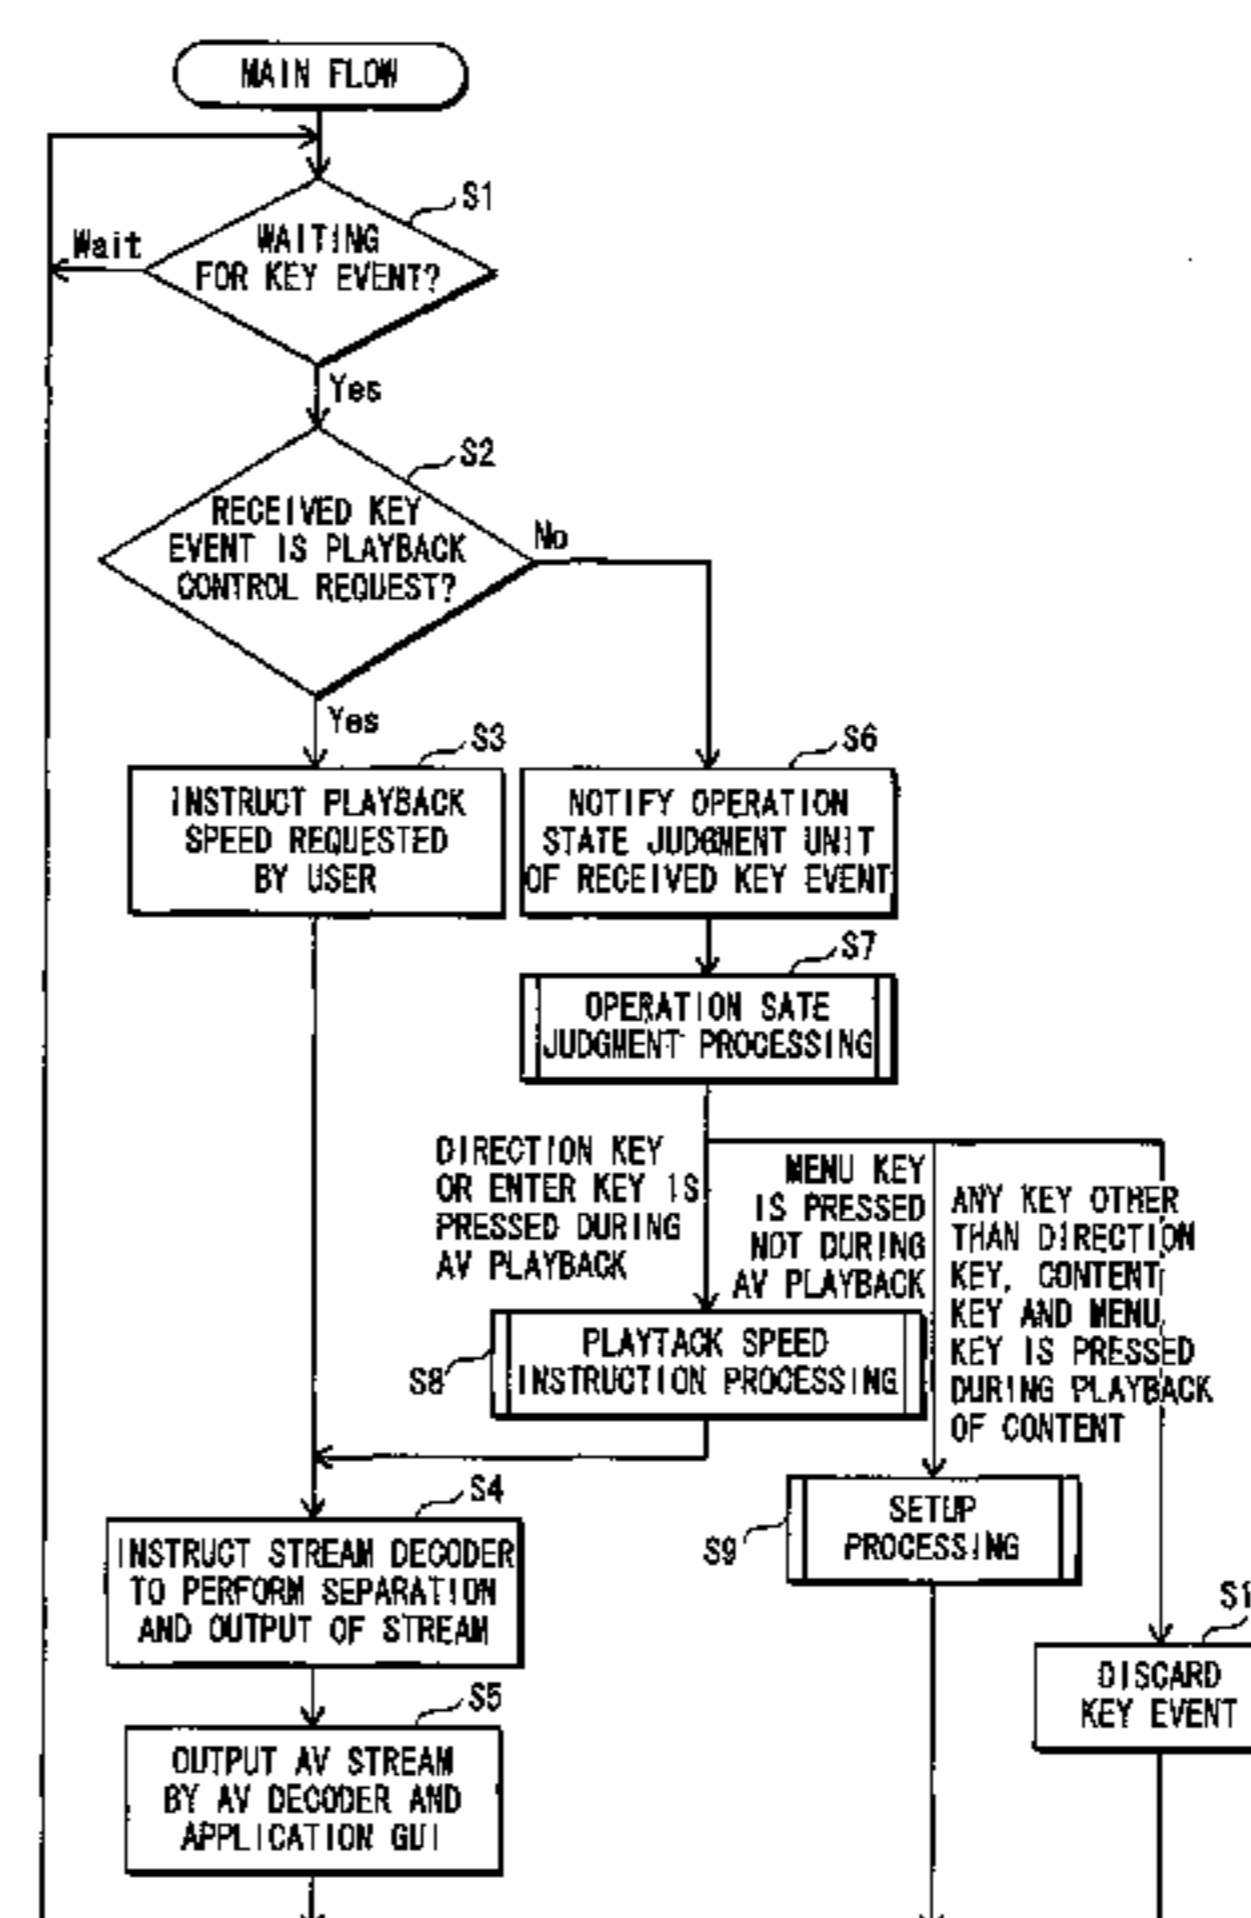 MAIN FLOW
S1
Wait
WAITING
FOR KEY EVENT?
Yes
S2
RECEIVED KEY
EVENT IS PLAYBACK
CONTROL REQUEST?
No
Yes
S3
INSTRUCT PLAYBACK
SPEED REQUESTED
BY USER
S6
NOTIFY OPERATION
STATE JUDGMENT UNIT
OF RECEIVED KEY EVENT
S7
OPERATION SATE
JUDGMENT PROCESSING
DIRECTION KEY
OR ENTER KEY IS
PRESSED DURING
AV PLAYBACK
MENU KEY
IS PRESSED
NOT DURING
AV PLAYBACK
ANY KEY OTHER
THAN DIRECTION
KEY, CONTENT
KEY AND MENU
KEY IS PRESSED
DURING PLAYBACK
OF CONTENT
S8
PLAYTACK SPEED
INSTRUCTION PROCESSING
S4
INSTRUCT STREAM DECODER
TO PERFORM SEPARATION
AND OUTPUT OF STREAM
S9
SETUP
PROCESSING
S5
OUTPUT AV STREAM
BY AV DECODER AND
APPLICATION GUI
DISCARD
KEY EVENT